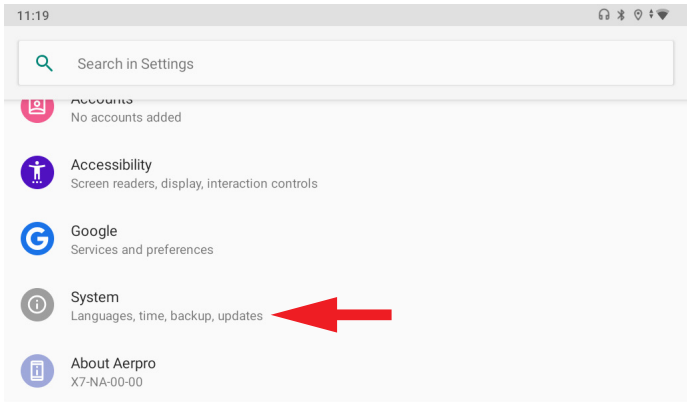 11:19
Search in Settings
Accounts
No accounts added
Accessibility
Screen readers, display, interaction controls
Google
Services and preferences
System
Languages, time, backup, updates
About Aerpro
X7-NA-00-00